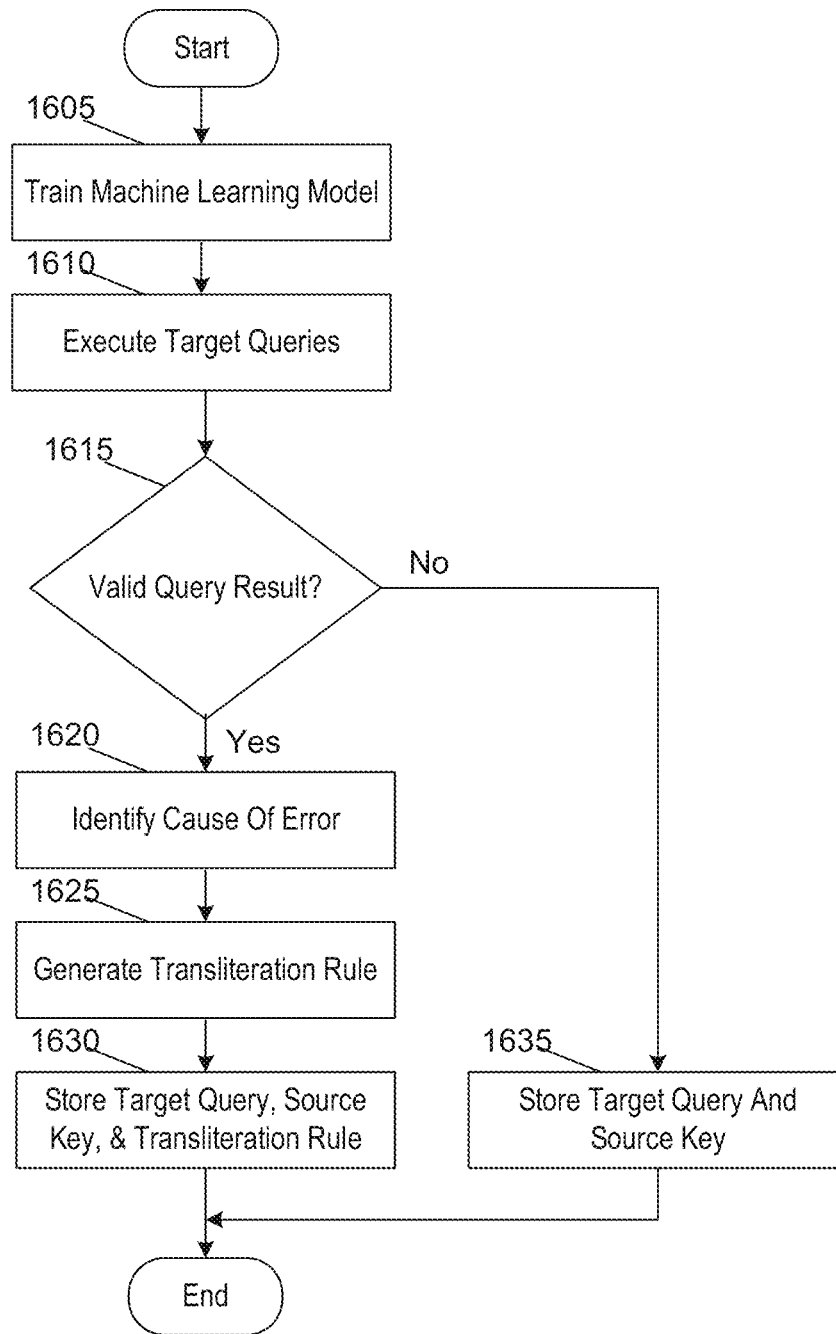 Start
1605
Train Machine Learning Model
1610
Execute Target Queries
1615
Valid Query Result?
No
Yes
1620
Identify Cause Of Error
1625
Generate Transliteration Rule
1630
Store Target Query, Source
Key, & Transliteration Rule
1635
Store Target Query And
Source Key
End